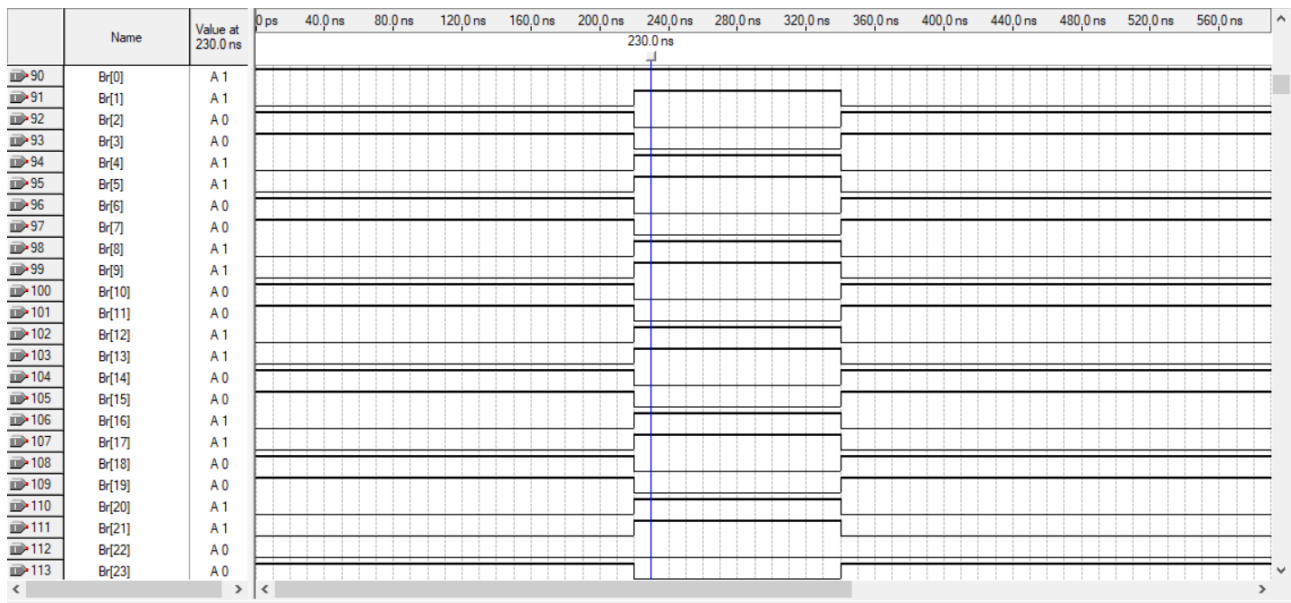 0 ps 40.0 ns 80.0 ns 120.0 ns 160.0 ns 200.0 ns 240.0 ns 280.0 ns 320.0 ns 360.0 ns 400.0 ns 440.0 ns 480.0 ns 520.0 ns 560.0 ns
Name Value at 230.0 ns
230.0 ns
90 Br[0] A 1
91 Br[1] A 1
92 Br[2] A 0
93 Br[3] A 0
94 Br[4] A 1
95 Br[5] A 1
96 Br[6] A 0
97 Br[7] A 0
98 Br[8] A 1
99 Br[9] A 1
100 Br[10] A 0
101 Br[11] A 0
102 Br[12] A 1
103 Br[13] A 1
104 Br[14] A 0
105 Br[15] A 0
106 Br[16] A 1
107 Br[17] A 1
108 Br[18] A 0
109 Br[19] A 0
110 Br[20] A 1
111 Br[21] A 1
112 Br[22] A 0
113 Br[23] A 0